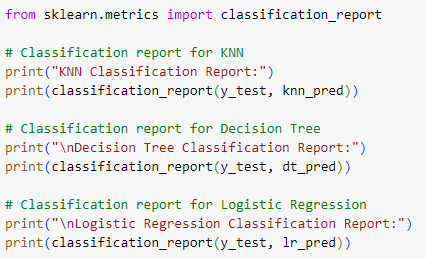 from sklearn.metrics import classification_report
# Classification report for KNN
print("KNN Classification Report:")
print(classification_report(y_test, knn_pred))
# Classification report for Decision Tree
print("\nDecision Tree Classification Report:")
print(classification_report(y_test, dt_pred))
# Classification report for Logistic Regression
print("\nLogistic Regression Classification Report:")
print(classification_report(y_test, lr_pred))